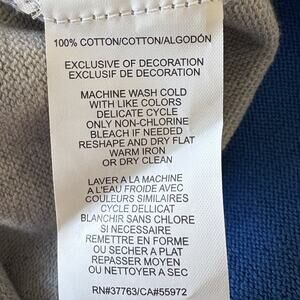 100% COTTON/COTTON/ALGODÓN
EXCLUSIVE OF DECORATION
EXCLUSIF DE DECORATION
MACHINE WASH COLD
WITH LIKE COLORS
DELICATE CYCLE
ONLY NON-CHLORINE
BLEACH IF NEEDED
RESHAPE AND DRY FLAT
WARM IRON
OR DRY CLEAN
LAVER A LA MACHINE
A L'EAU FROIDE AVEC
COULEURS SIMILAIRES
CYCLE DELLICAT
BLANCHIR SANS CHLORE
SI NECESSAIRE
REMETTRE EN FORME
OU SECHER A PLAT
REPASSER MOYEN
OU NETTOYER A SEC
RN#37763/CA#55972